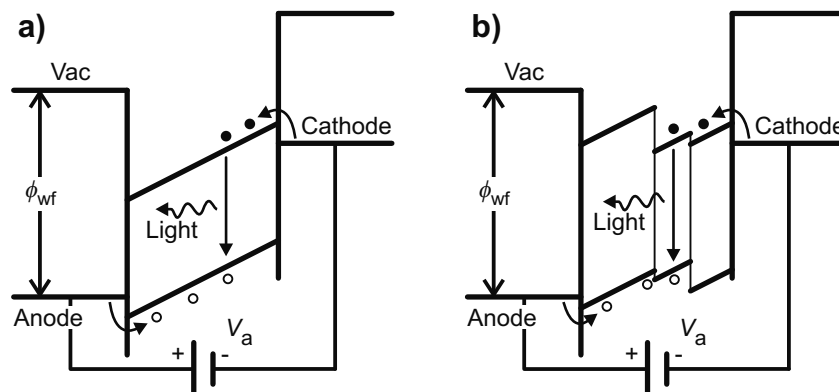 a)
Vac
Cathode
ϕwf
Light
Anode
Va
+ -
b)
Vac
Cathode
ϕwf
Light
Anode
Va
+ -